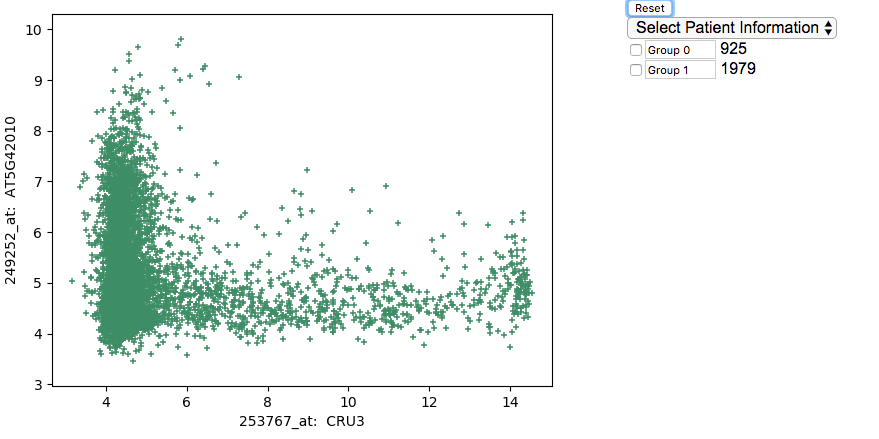 Reset
Select Patient Information
Group 0 925
Group 1 1979
10
9
8
7
6
5
4
3
4 6 8 10 12 14
249252_at: AT5G42010
253767_at: CRU3